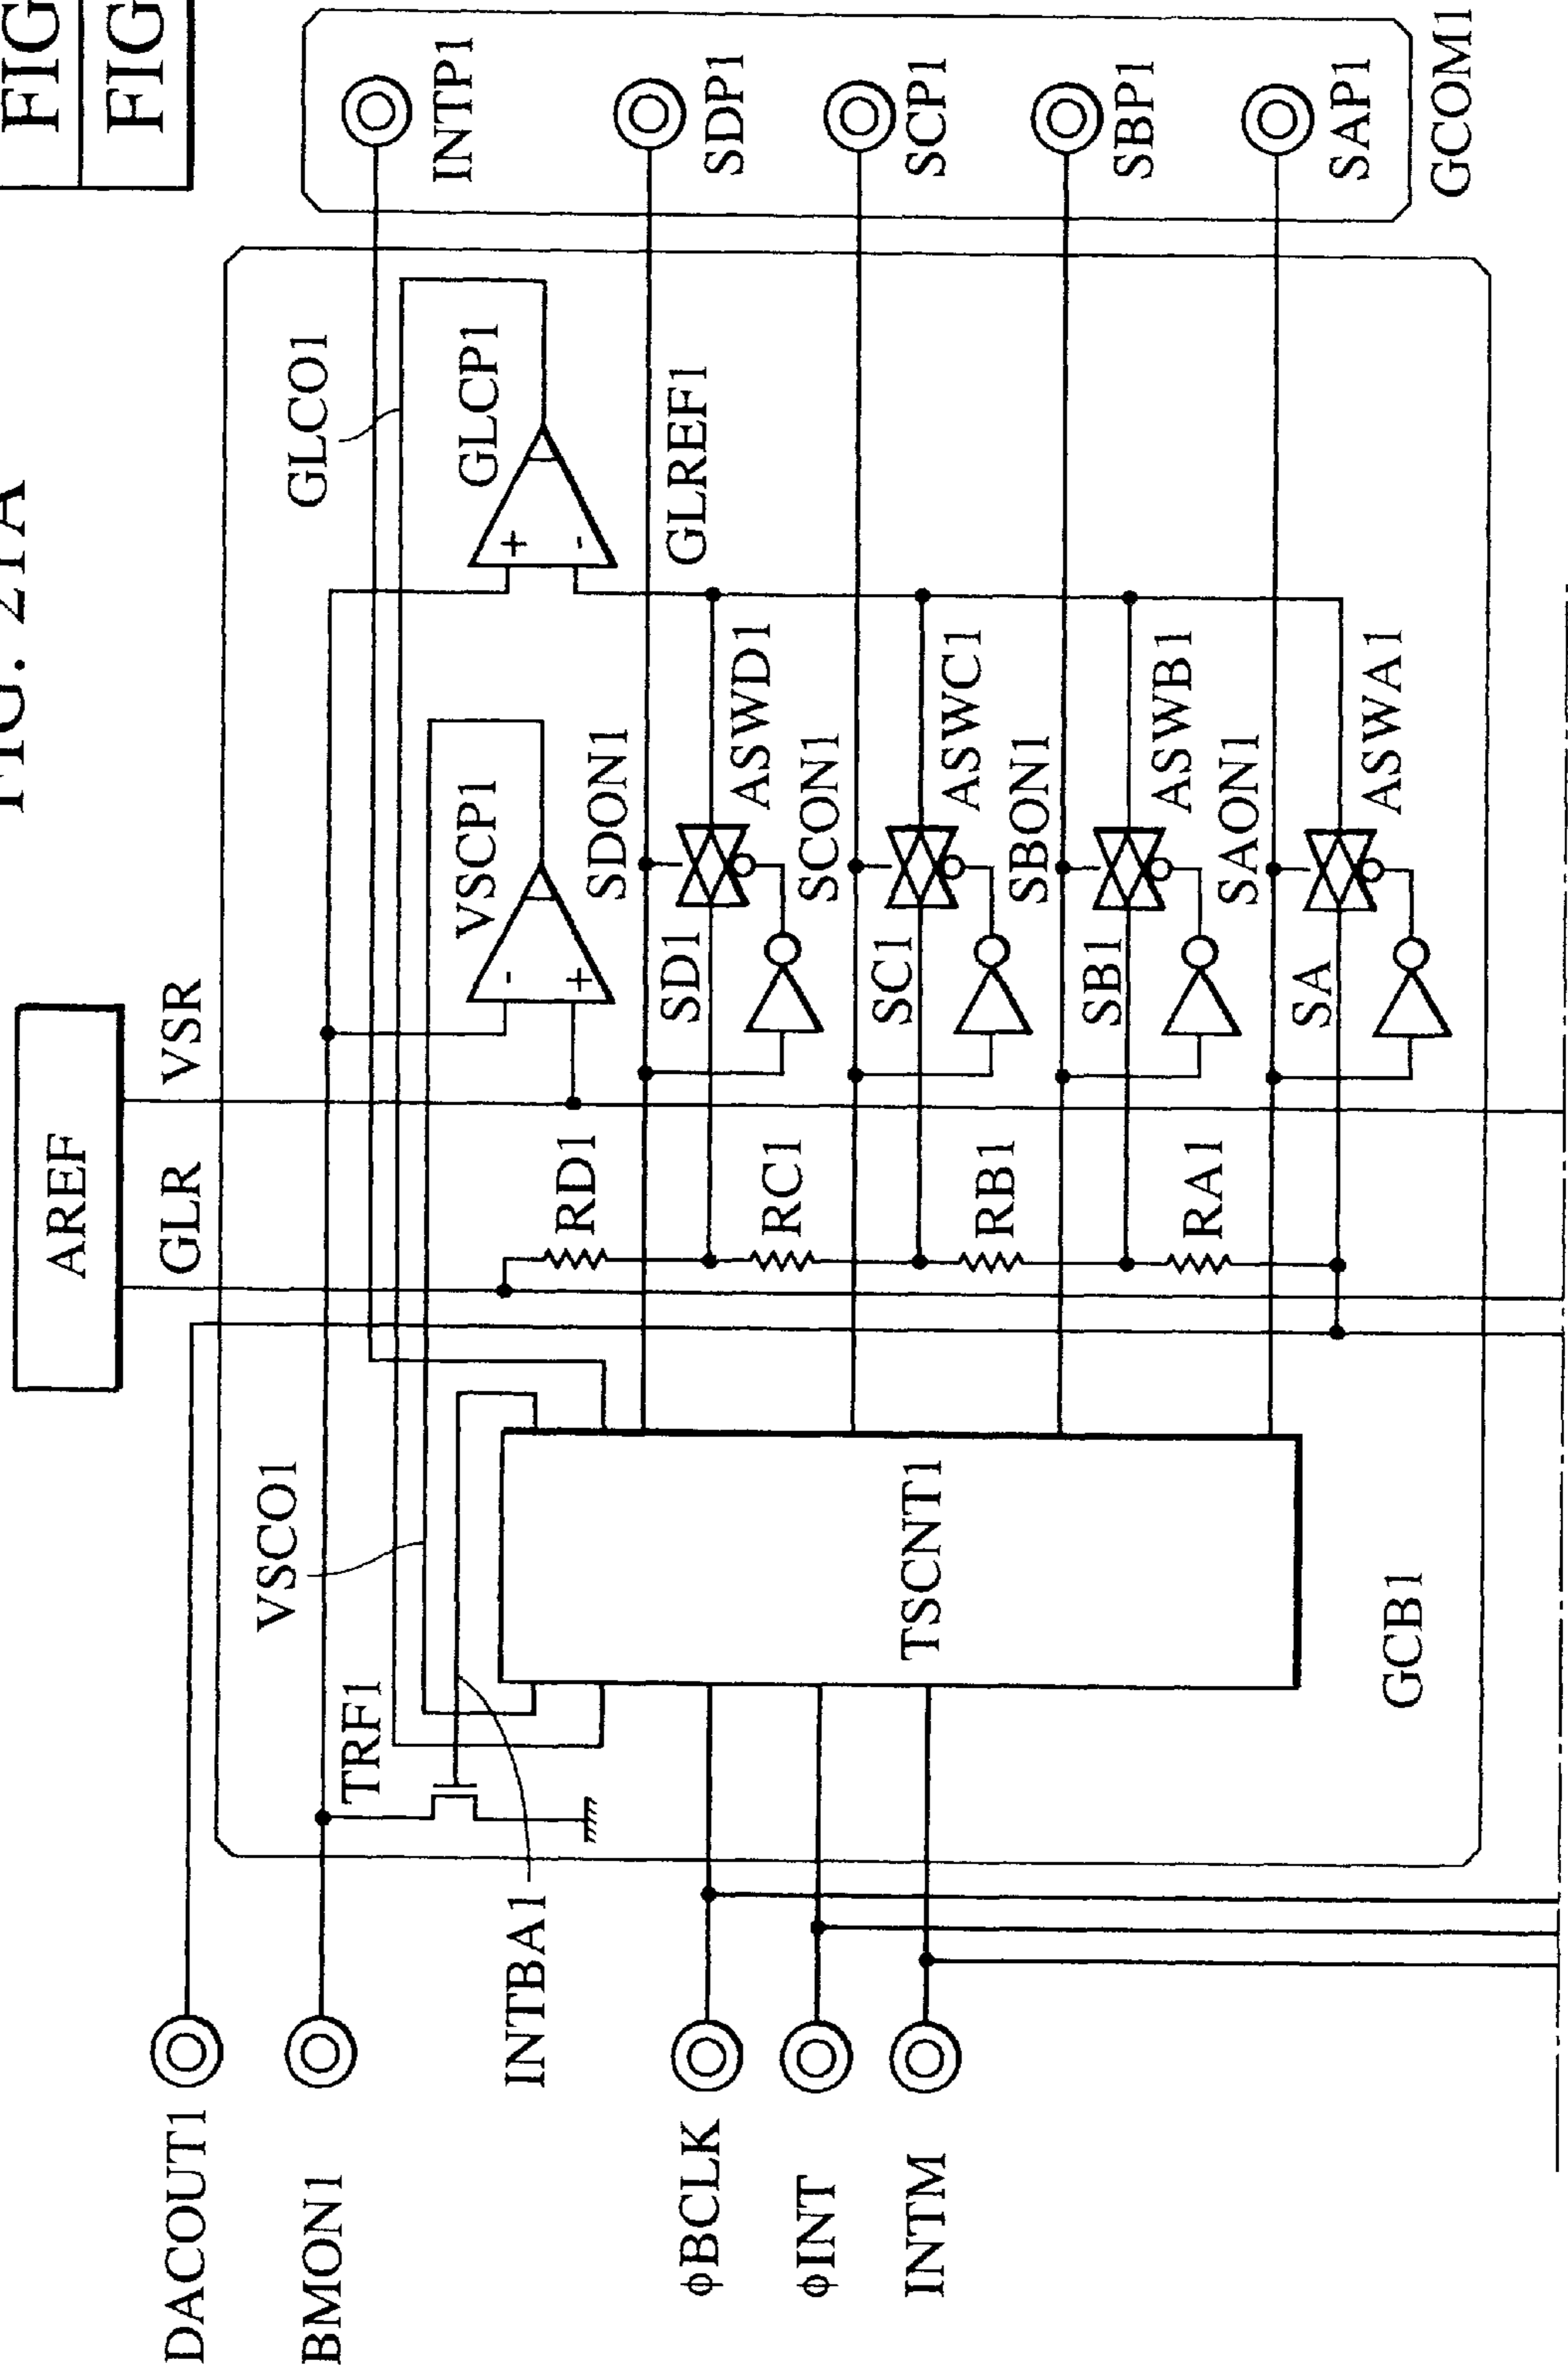 FIG. 21A
FIG
FIG
AREF
GLR
VSR
DACOUT1
BMON1
φBCLK
φINT
INTM
VSCO1
TRF1
INTBA1
TSCNT1
GCB1
GLCO1
VSCP1
-
+
GLCP1
+
-
GLREF1
RD1
RC1
RB1
RA1
SD1
SDON1
ASWD1
SC1
SCON1
ASWC1
SB1
SBON1
ASWB1
SA
SAON1
ASWA1
INTP1
SDP1
SCP1
SBP1
SAP1
GCOM1